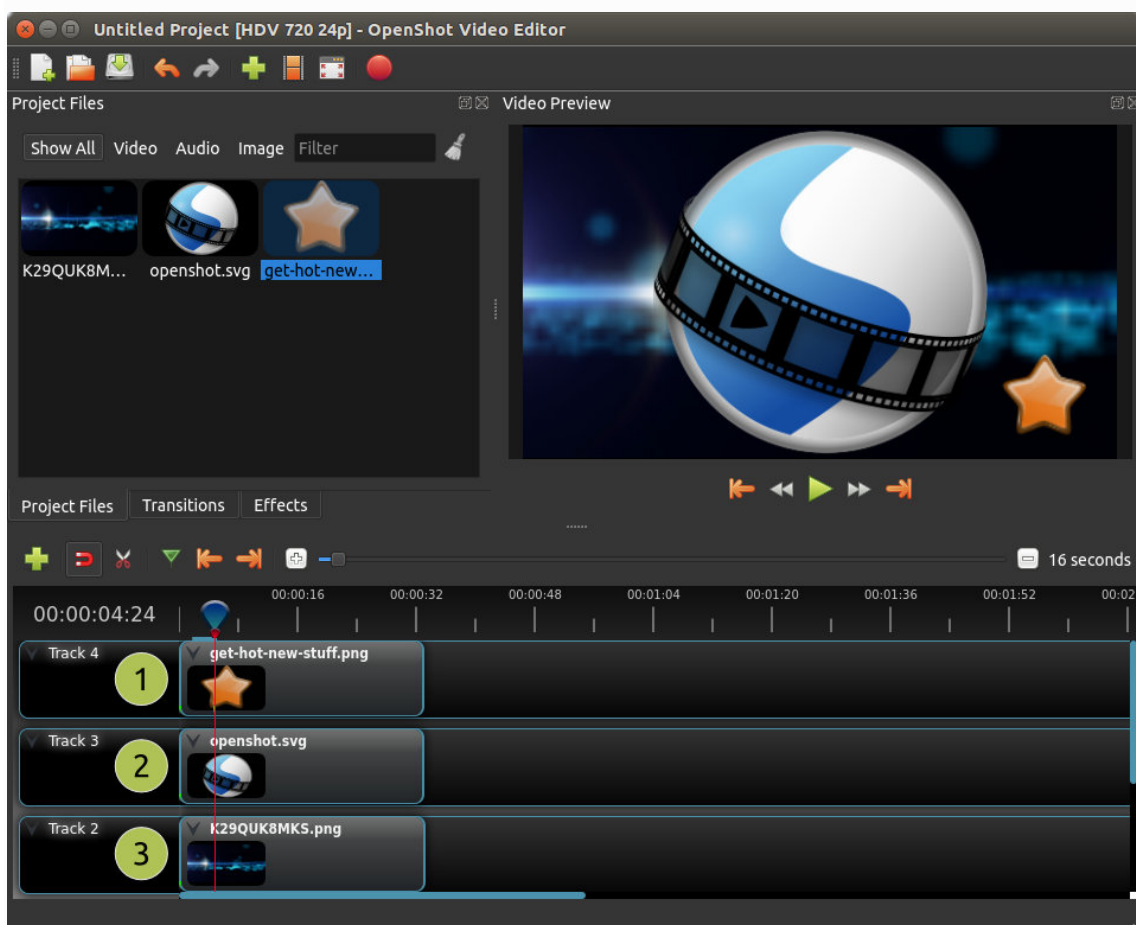 Untitled Project [HDV 720 24p] - OpenShot Video Editor
Project Files
Video Preview
Show All Video Audio Image Filter
K29QUK8M... openshot.svg get-hot-new...
Project Files Transitions Effects
16 seconds
00:00:04:24
00:00:16 00:00:32 00:00:48 00:01:04 00:01:20 00:01:36 00:01:52 00:02
Track 4
get-hot-new-stuff.png
1
Track 3
openshot.svg
2
Track 2
K29QUK8MKS.png
3